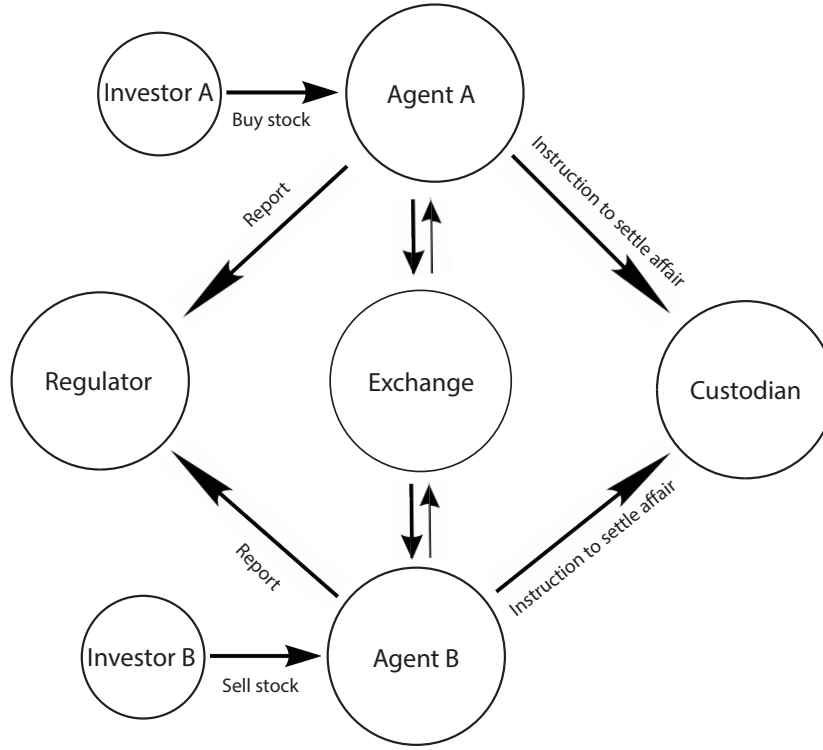 Investor A
Buy stock
Agent A
Report
Instruction to settle affair
Regulator
Exchange
Custodian
Report
Instruction to settle affair
Investor B
Sell stock
Agent B